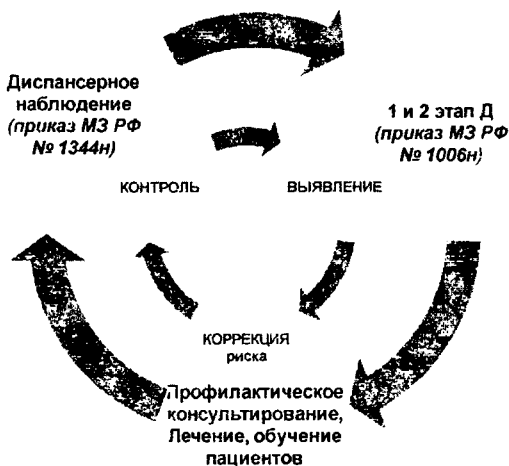 Диспансерное
наблюдение
(приказ МЗ РФ
№ 1344н)
1 и 2 этап Д
(приказ МЗ РФ
№ 1006н)
КОНТРОЛЬ
ВЫЯВЛЕНИЕ
КОРРЕКЦИЯ
риска
Профилактическое
консультирование,
Лечение, обучение
пациентов